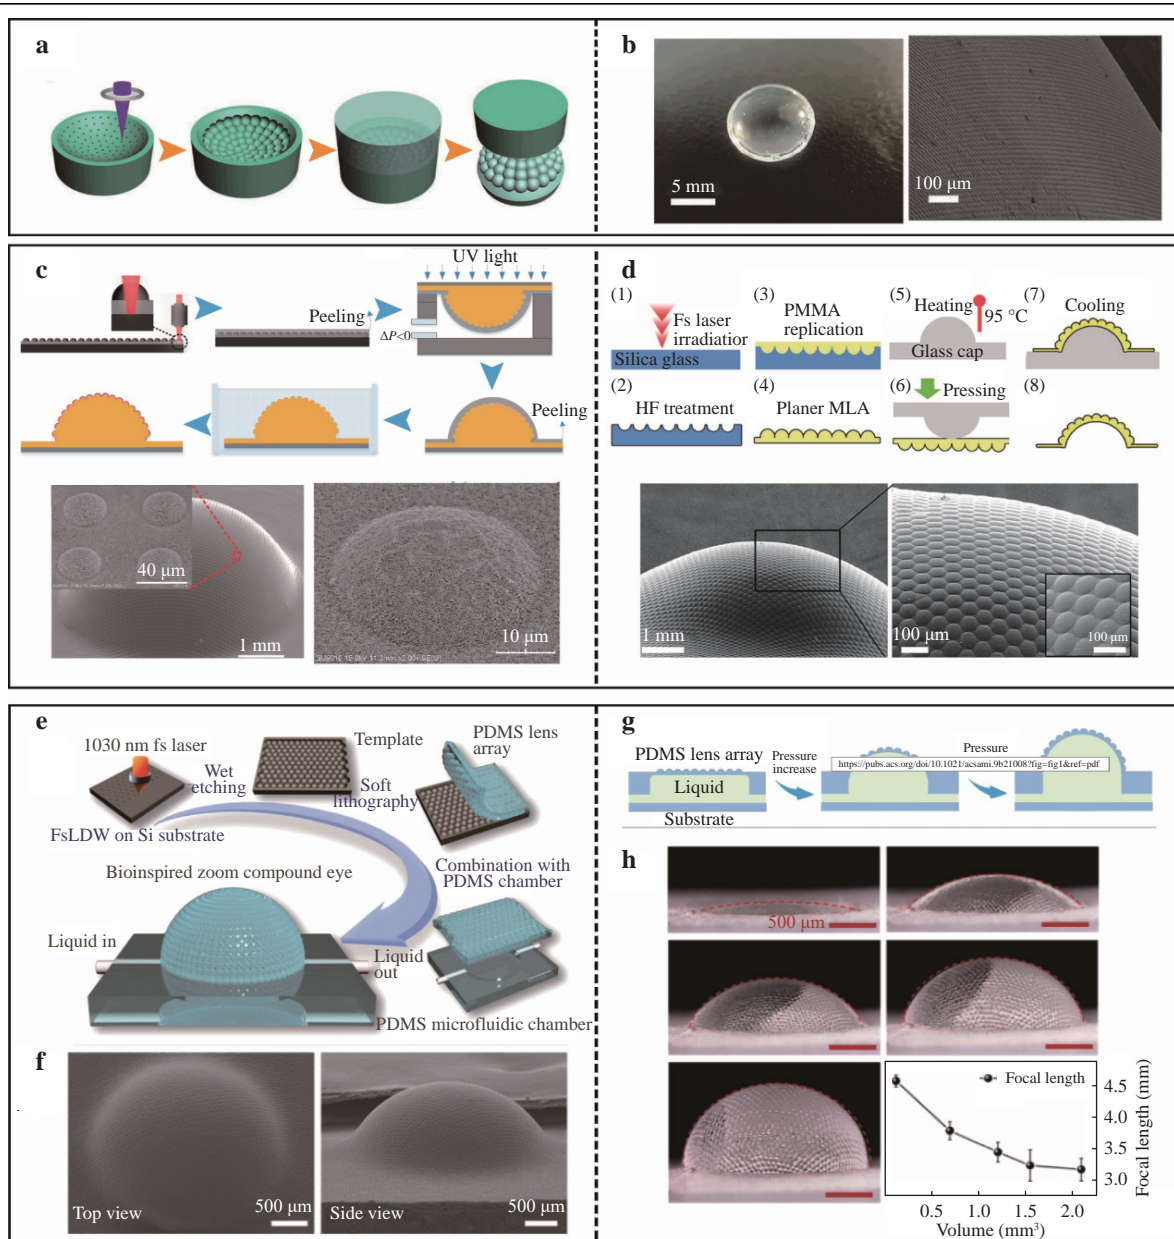 a
b
5 mm
100 μm
c
UV light
Peeling
ΔP<0
Peeling
40 μm
1 mm
10 μm
d
(1)
Fs laser
irradiatior
Silica glass
(3)
PMMA
replication
(5)
Heating
95 °C
Glass cap
(7)
Cooling
(2)
HF treatment
(4)
Planer MLA
(6)
Pressing
(8)
1 mm
100 μm
100 μm
e
1030 nm fs laser
Wet
etching
Template
Soft
lithography
PDMS lens
array
FsLDW on Si substrate
Combination with
PDMS chamber
Bioinspired zoom compound eye
Liquid in
Liquid
out
PDMS microfluidic chamber
f
Top view
500 μm
Side view
500 μm
g
PDMS lens array
Liquid
Substrate
Pressure
increase
Pressure
https://pubs.acs.org/doi/10.1021/acsami.9b21008?fig=fig1&ref=pdf
h
500 μm
Focal length
4.5
4.0
3.5
3.0
Focal length (mm)
0.5 1.0 1.5 2.0
Volume (mm³)